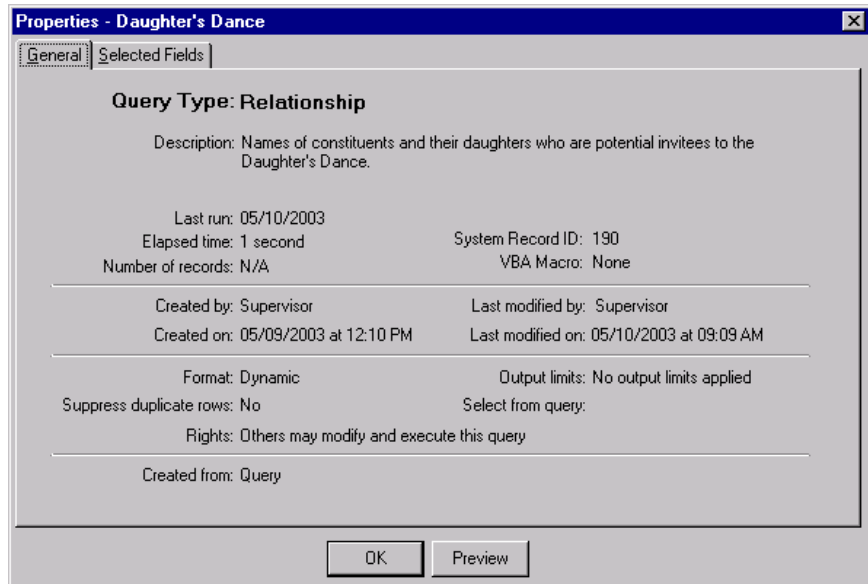 Properties - Daughter's Dance
General Selected Fields
Query Type: Relationship
Description: Names of constituents and their daughters who are potential invitees to the
Daughter's Dance.
Last run: 05/10/2003
Elapsed time: 1 second System Record ID: 190
Number of records: N/A VBA Macro: None
Created by: Supervisor Last modified by: Supervisor
Created on: 05/09/2003 at 12:10 PM Last modified on: 05/10/2003 at 09:09 AM
Format: Dynamic Output limits: No output limits applied
Suppress duplicate rows: No Select from query:
Rights: Others may modify and execute this query
Created from: Query
OK Preview